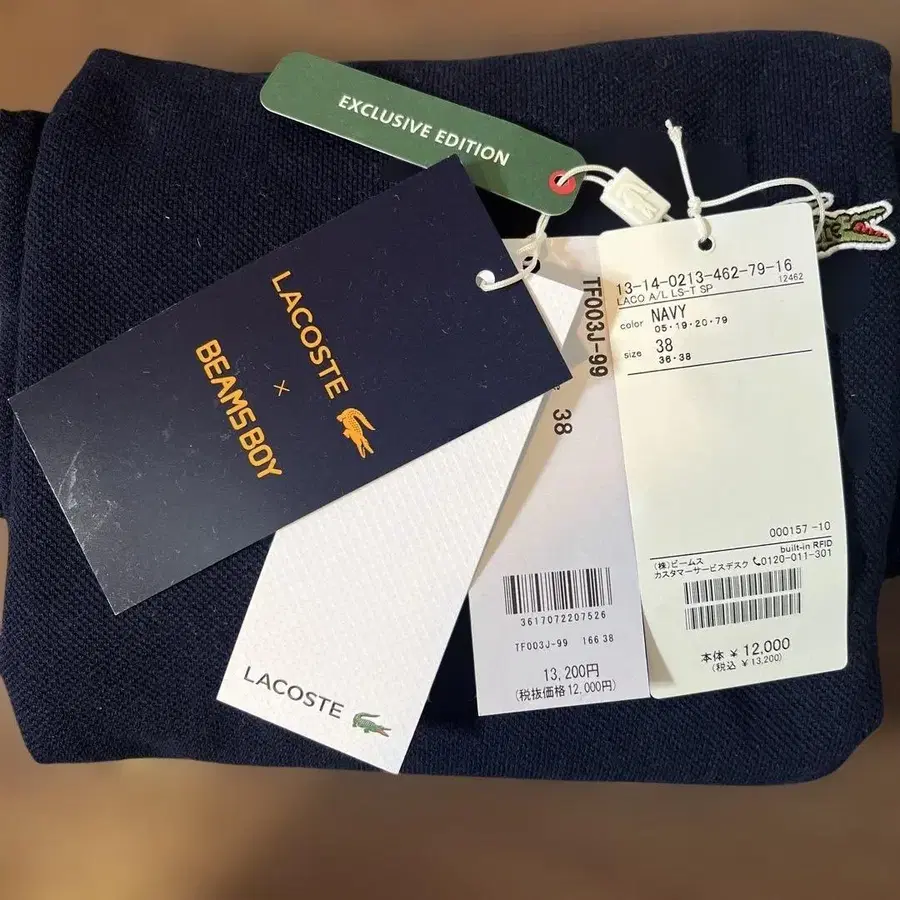 EXCLUSIVE EDITION
LACOSTE
×
BEAMS BOY
LACOSTE
TF003J-99
38
3617072207526
TF003J-99 166 38
13,200円
(税抜価格12,000円)
13-14-0213-462-79-16
LACO A/L LS-T SP 12462
color NAVY
05・19・20・79
size 38
36・38
000157 -10
built-in RFID
(株)ビームス
カスタマーサービスデスク 0120-011-301
本体 ¥ 12,000
(税込 ¥13,200)